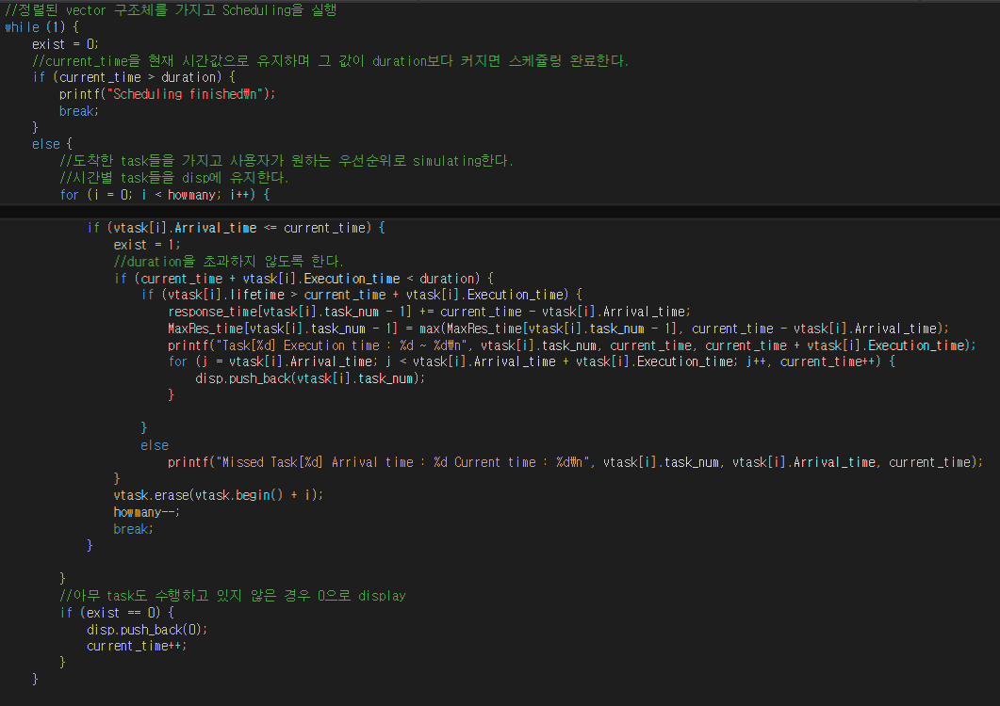 //정렬된 vector 구조체를 가지고 Scheduling을 실행
while (1) {
exist = 0;
//current_time을 현재 시간값으로 유지하며 그 값이 duration보다 커지면 스케쥴링 완료한다.
if (current_time > duration) {
printf("Scheduling finished₩n");
break;
}
else {
//도착한 task들을 가지고 사용자가 원하는 우선순위로 simulating한다.
//시간별 task들을 disp에 유지한다.
for (i = 0; i < howmany; i++) {
if (vtask[i].Arrival_time <= current_time) {
exist = 1;
//duration을 초과하지 않도록 한다.
if (current_time + vtask[i].Execution_time < duration) {
if (vtask[i].lifetime > current_time + vtask[i].Execution_time) {
response_time[vtask[i].task_num - 1] += current_time - vtask[i].Arrival_time;
MaxRes_time[vtask[i].task_num - 1] = max(MaxRes_time[vtask[i].task_num - 1], current_time - vtask[i].Arrival_time);
printf("Task[%d] Execution time : %d ~ %d₩n", vtask[i].task_num, current_time, current_time + vtask[i].Execution_time);
for (j = vtask[i].Arrival_time; j < vtask[i].Arrival_time + vtask[i].Execution_time; j++, current_time++) {
disp.push_back(vtask[i].task_num);
}
}
else
printf("Missed Task[%d] Arrival time : %d Current time : %d₩n", vtask[i].task_num, vtask[i].Arrival_time, current_time);
}
vtask.erase(vtask.begin() + i);
howmany--;
break;
}
}
//아무 task도 수행하고 있지 않은 경우 0으로 display
if (exist == 0) {
disp.push_back(0);
current_time++;
}
}